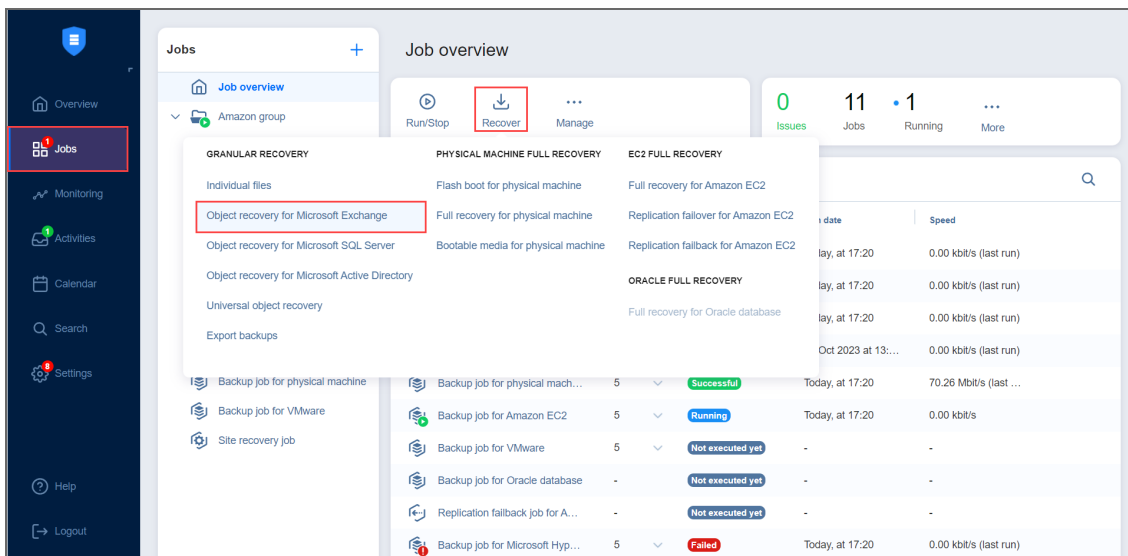 Overview
1
Jobs
Monitoring
1
Activities
Calendar
Search
8
Settings
Help
Logout
Jobs
+
Job overview
Amazon group
Backup job for physical machine
Backup job for VMware
Site recovery job
Job overview
Run/Stop
Recover
Manage
0
Issues
11
Jobs
1
Running
More
GRANULAR RECOVERY
Individual files
Object recovery for Microsoft Exchange
Object recovery for Microsoft SQL Server
Object recovery for Microsoft Active Directory
Universal object recovery
Export backups
PHYSICAL MACHINE FULL RECOVERY
Flash boot for physical machine
Full recovery for physical machine
Bootable media for physical machine
EC2 FULL RECOVERY
Full recovery for Amazon EC2
Replication failover for Amazon EC2
Replication failback for Amazon EC2
ORACLE FULL RECOVERY
Full recovery for Oracle database
date Speed
at 17:20 0.00 kbit/s (last run)
at 17:20 0.00 kbit/s (last run)
at 17:20 0.00 kbit/s (last run)
Oct 2023 at 13:... 0.00 kbit/s (last run)
Backup job for physical mach... 5 Successful Today, at 17:20 70.26 Mbit/s (last ...
Backup job for Amazon EC2 5 Running Today, at 17:20 0.00 kbit/s
Backup job for VMware 5 Not executed yet - -
Backup job for Oracle database - Not executed yet - -
Replication failback job for A... - Not executed yet - -
Backup job for Microsoft Hyp... 5 Failed Today, at 17:20 0.00 kbit/s (last run)